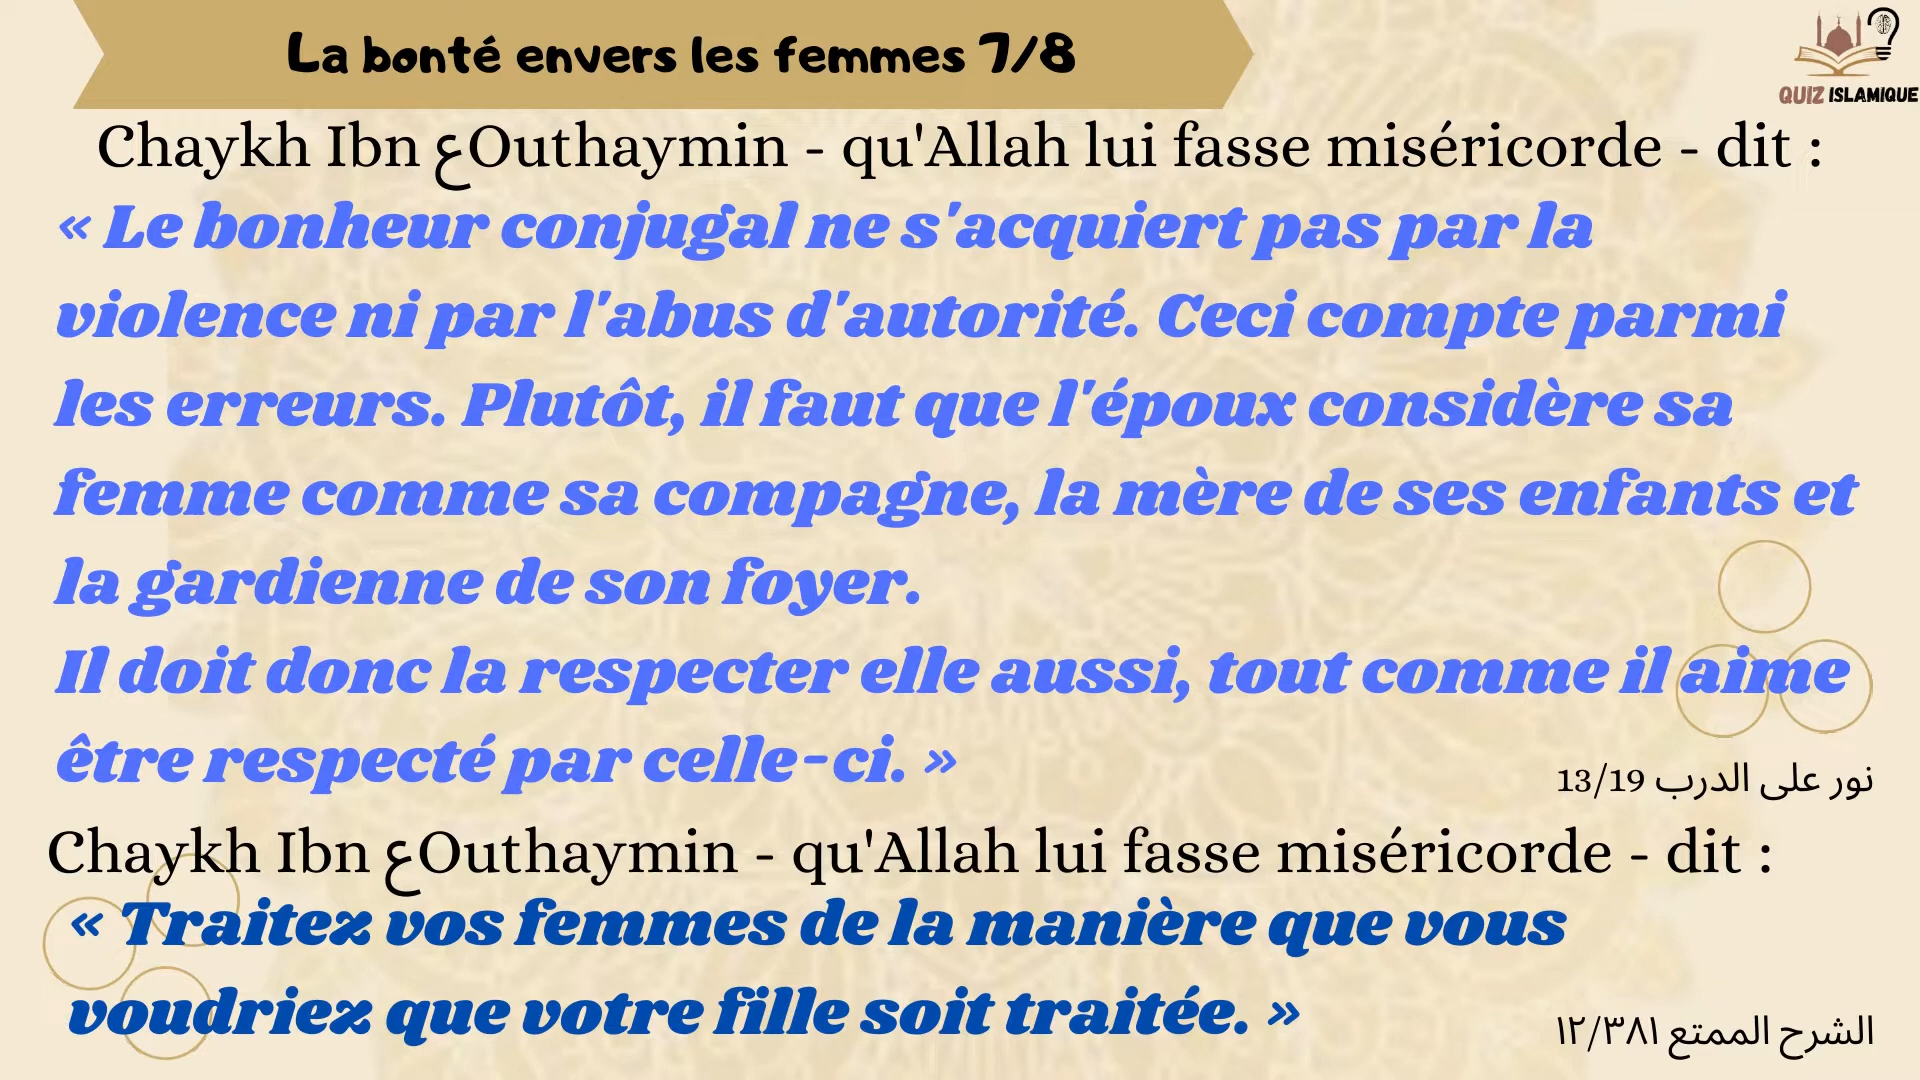 La bonté envers les femmes 7/8
QUIZ ISLAMIQUE
Chaykh Ibn عOuthaymin - qu'Allah lui fasse miséricorde - dit :
« Le bonheur conjugal ne s'acquiert pas par la
violence ni par l'abus d'autorité. Ceci compte parmi
les erreurs. Plutôt, il faut que l'époux considère sa
femme comme sa compagne, la mère de ses enfants et
la gardienne de son foyer.
Il doit donc la respecter elle aussi, tout comme il aime
être respecté par celle-ci. »
نور على الدرب 13/19
Chaykh Ibn عOuthaymin - qu'Allah lui fasse miséricorde - dit :
« Traitez vos femmes de la manière que vous
voudriez que votre fille soit traitée. »
الشرح الممتع ١٢/٣٨١